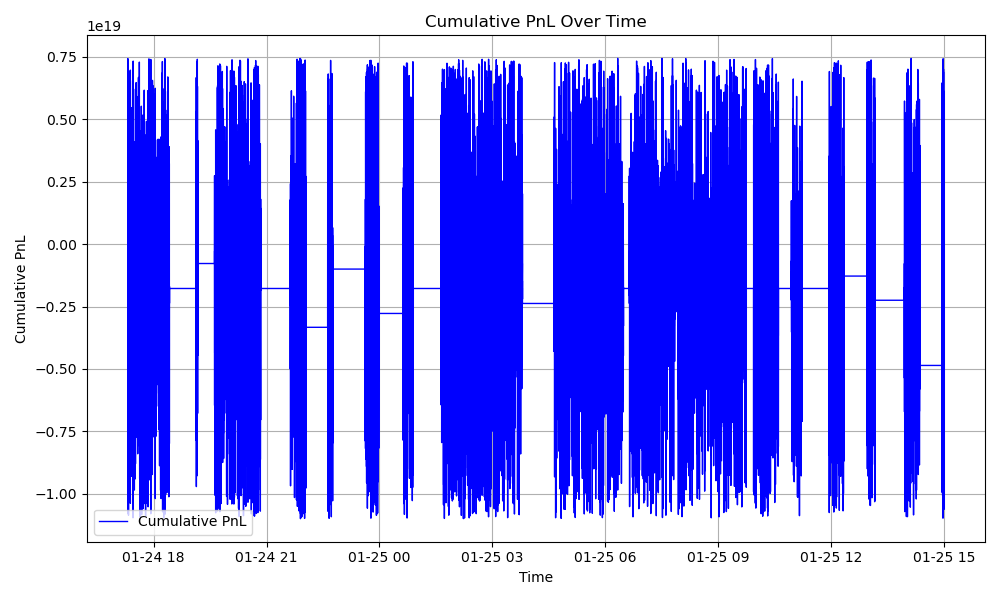 Cumulative PnL Over Time
1e19
0.75
0.50
0.25
0.00
−0.25
−0.50
−0.75
−1.00
Cumulative PnL
Cumulative PnL
01-24 18 01-24 21 01-25 00 01-25 03 01-25 06 01-25 09 01-25 12 01-25 15
Time